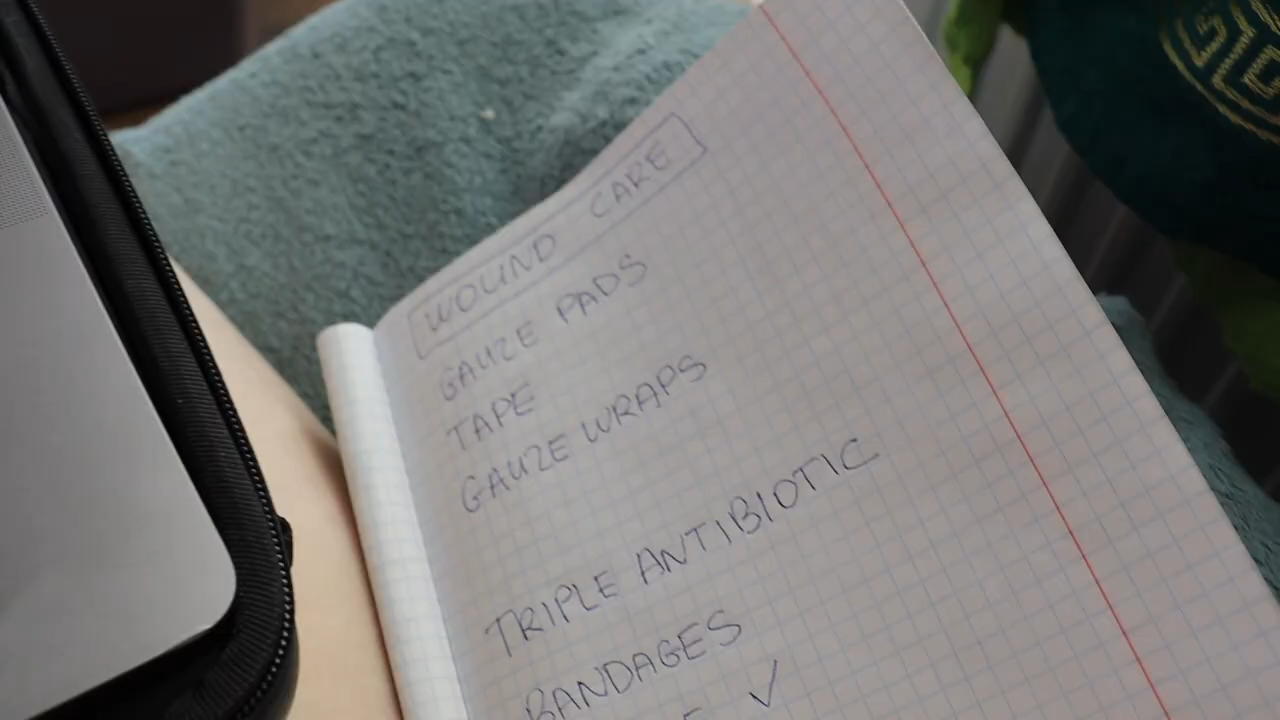 WOUND CARE
GAUZE PADS
TAPE
GAUZE WRAPS
TRIPLE ANTIBIOTIC
BANDAGES
✓